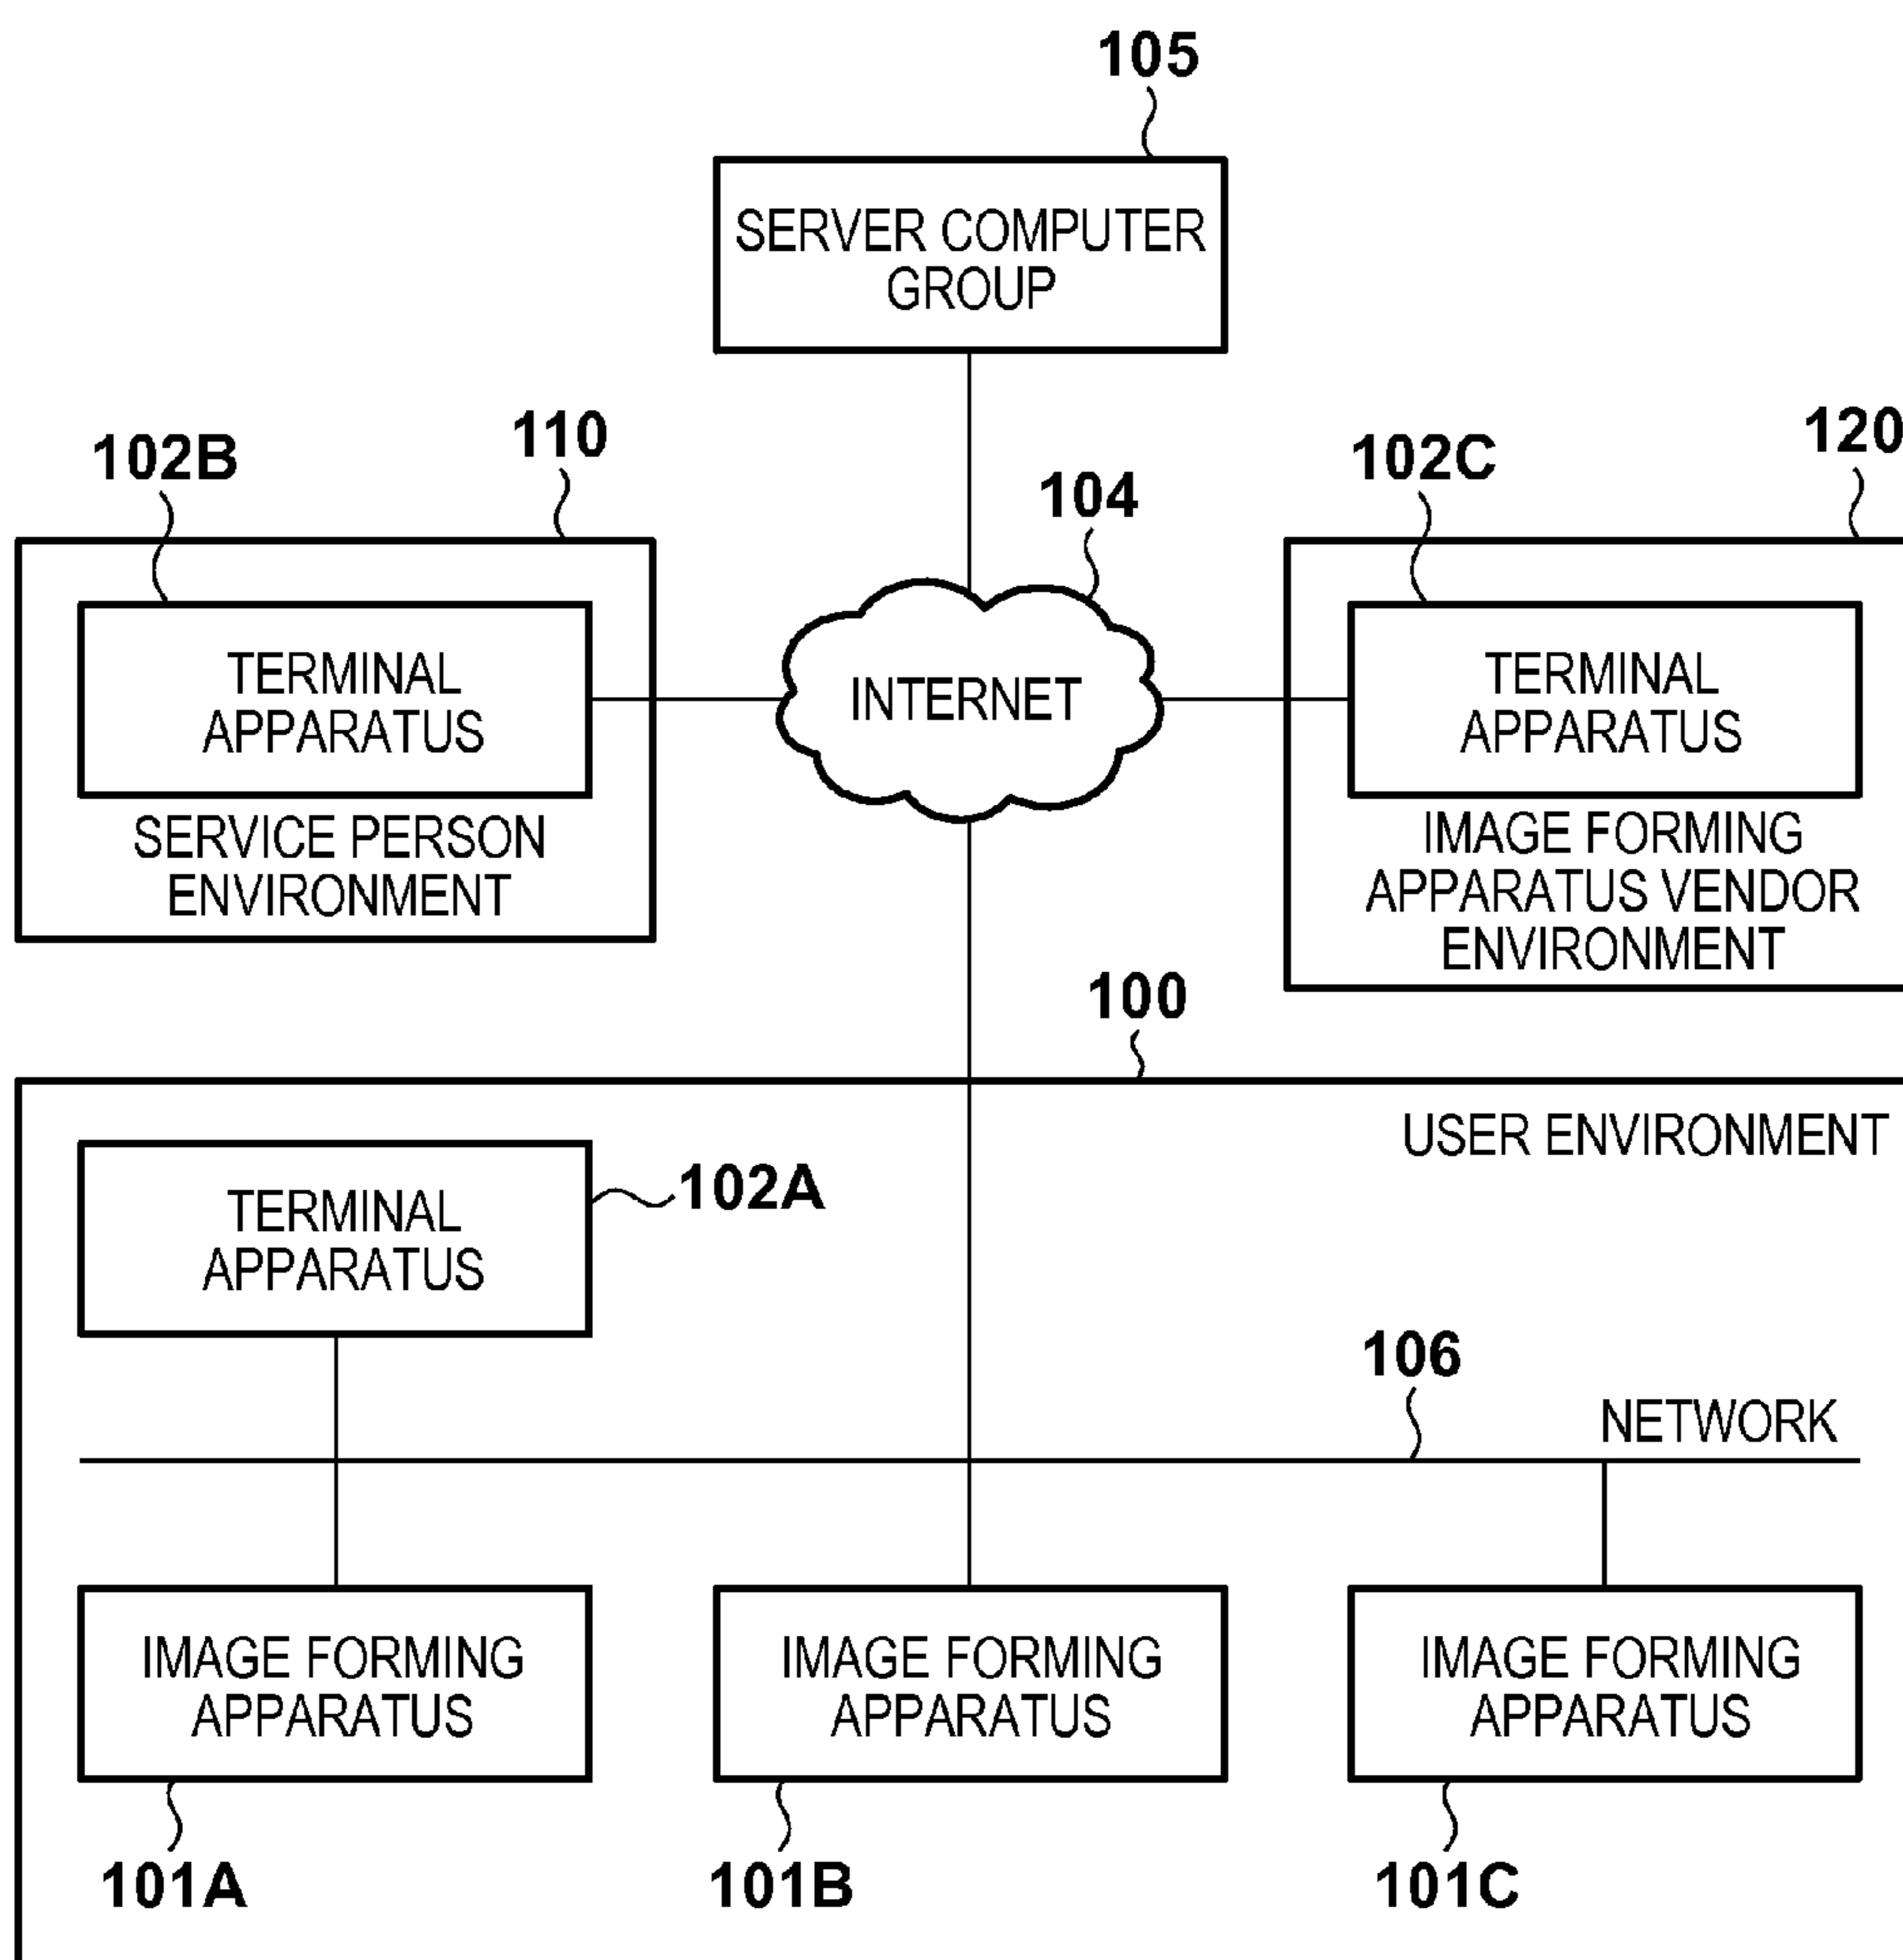 105
SERVER COMPUTER
GROUP
102B
110
104
102C
120
TERMINAL
APPARATUS
SERVICE PERSON
ENVIRONMENT
INTERNET
TERMINAL
APPARATUS
IMAGE FORMING
APPARATUS VENDOR
ENVIRONMENT
100
USER ENVIRONMENT
TERMINAL
APPARATUS
102A
106
NETWORK
IMAGE FORMING
APPARATUS
IMAGE FORMING
APPARATUS
IMAGE FORMING
APPARATUS
101A
101B
101C